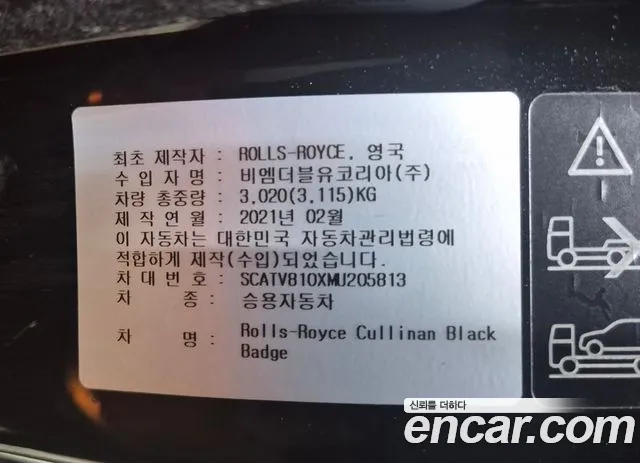 최초 제작자 : ROLLS-ROYCE, 영국
수 입 자 명 : 비엠더블유코리아(주)
차량 총중량 : 3,020(3,115)KG
제 작 연 월 : 2021년 02월
이 자동차는 대한민국 자동차관리법령에
적합하게 제작(수입)되었습니다.
차 대 번 호 : SCATV810XMU205813
차 종 : 승용자동차
차 명 : Rolls-Royce Cullinan Black
Badge
신뢰를 더하다
encar.com